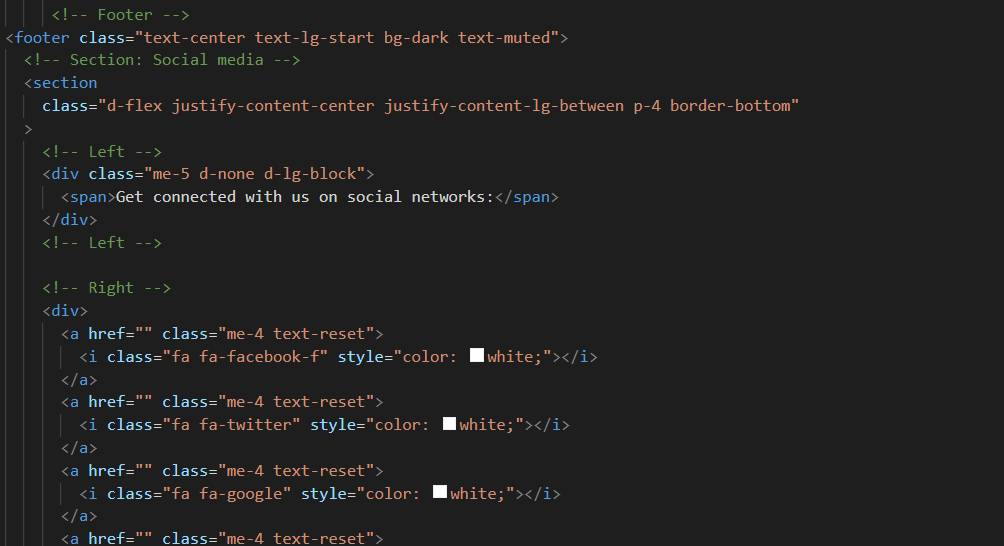 <!-- Footer -->
<footer class="text-center text-lg-start bg-dark text-muted">
<!-- Section: Social media -->
<section
class="d-flex justify-content-center justify-content-lg-between p-4 border-bottom"
>
<!-- Left -->
<div class="me-5 d-none d-lg-block">
<span>Get connected with us on social networks:</span>
</div>
<!-- Left -->
<!-- Right -->
<div>
<a href="" class="me-4 text-reset">
<i class="fa fa-facebook-f" style="color: white;"></i>
</a>
<a href="" class="me-4 text-reset">
<i class="fa fa-twitter" style="color: white;"></i>
</a>
<a href="" class="me-4 text-reset">
<i class="fa fa-google" style="color: white;"></i>
</a>
<a href="" class="me-4 text-reset">